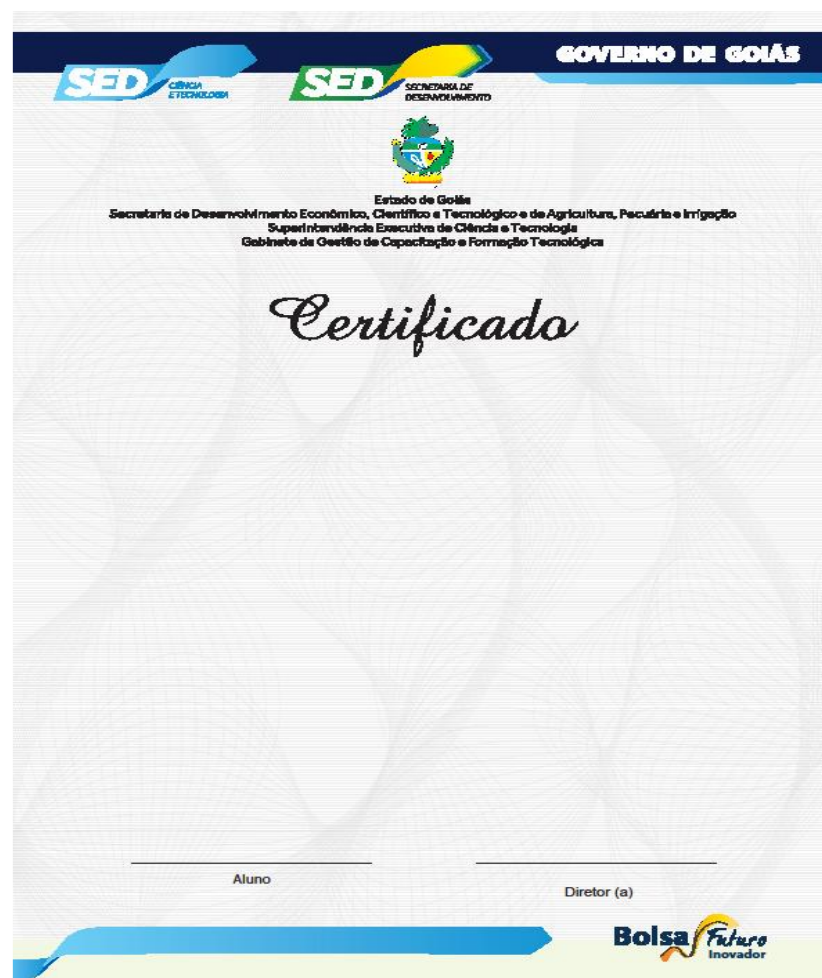 GOVERNO DE GOIÁS
SED CIÊNCIA
E TECNOLOGIA
SED SECRETARIA DE
DESENVOLVIMENTO
Estado de Goiás
Secretaria de Desenvolvimento Econômico, Científico e Tecnológico e de Agricultura, Pecuária e Irrigação
Superintendência Executiva de Ciência e Tecnologia
Gabinete de Gestão de Capacitação e Formação Tecnológica
Certificado
Aluno
Diretor (a)
Bolsa Futuro
Inovador